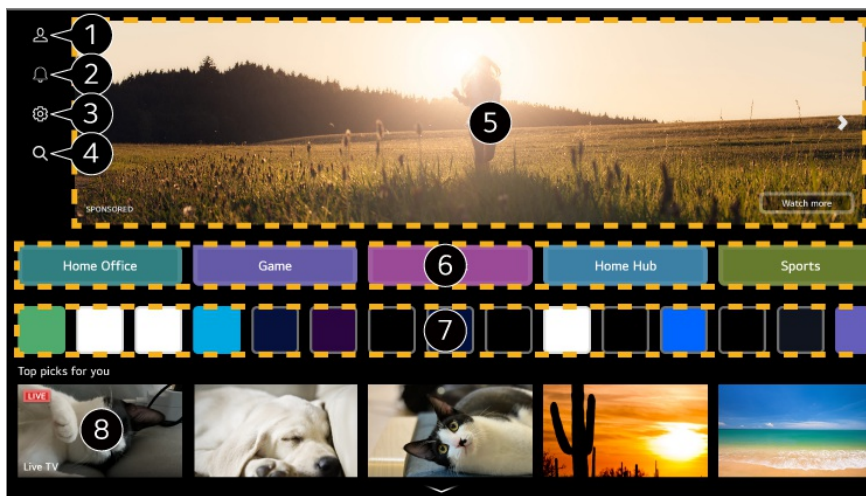 1
2
3
4
5
SPONSORED
Watch more
Home Office
Game
6
Home Hub
Sports
7
Top picks for you
LIVE
8
Live TV